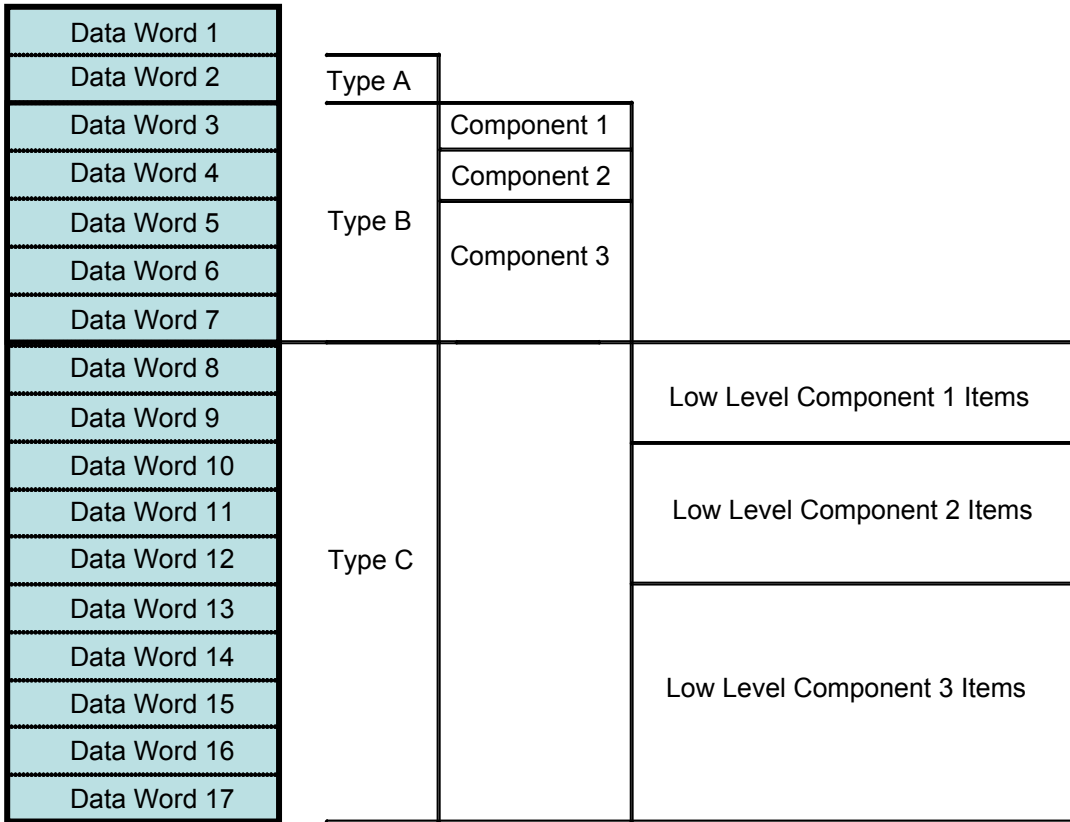 Data Word 1
Data Word 2
Data Word 3
Data Word 4
Data Word 5
Data Word 6
Data Word 7
Data Word 8
Data Word 9
Data Word 10
Data Word 11
Data Word 12
Data Word 13
Data Word 14
Data Word 15
Data Word 16
Data Word 17
Type A
Type B
Type C
Component 1
Component 2
Component 3
Low Level Component 1 Items
Low Level Component 2 Items
Low Level Component 3 Items